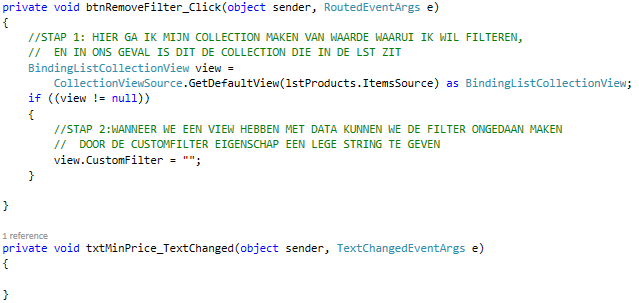 private void btnRemoveFilter_Click(object sender, RoutedEventArgs e)
{
    //STAP 1: HIER GA IK MIJN COLLECTION MAKEN VAN WAARDE WAARUI IK WIL FILTEREN,
    //  EN IN ONS GEVAL IS DIT DE COLLECTION DIE IN DE LST ZIT
    BindingListCollectionView view =
        CollectionViewSource.GetDefaultView(lstProducts.ItemsSource) as BindingListCollectionView;
    if ((view != null))
    {
        //STAP 2:WANNEER WE EEN VIEW HEBBEN MET DATA KUNNEN WE DE FILTER ONGEDAAN MAKEN
        //  DOOR DE CUSTOMFILTER EIGENSCHAP EEN LEGE STRING TE GEVEN
        view.CustomFilter = "";
    }

}

1 reference
private void txtMinPrice_TextChanged(object sender, TextChangedEventArgs e)
{

}